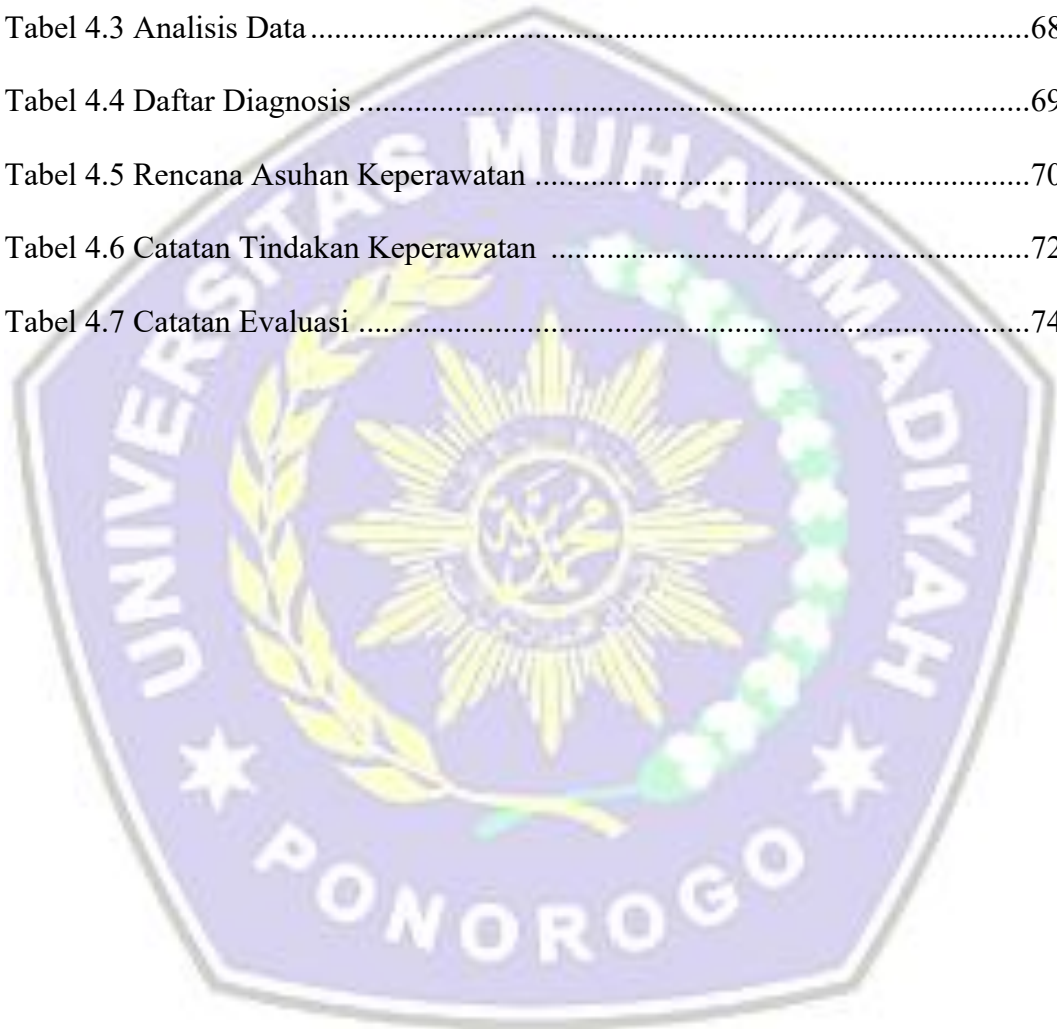 Tabel 4.3 Analisis Data.................................................................................................68
Tabel 4.4 Daftar Diagnosis ...........................................................................................69
Tabel 4.5 Rencana Asuhan Keperawatan .....................................................................70
Tabel 4.6 Catatan Tindakan Keperawatan ...................................................................72
Tabel 4.7 Catatan Evaluasi ...........................................................................................74
UNIVERSITAS MUHAMMADIYAH
PONOROGO